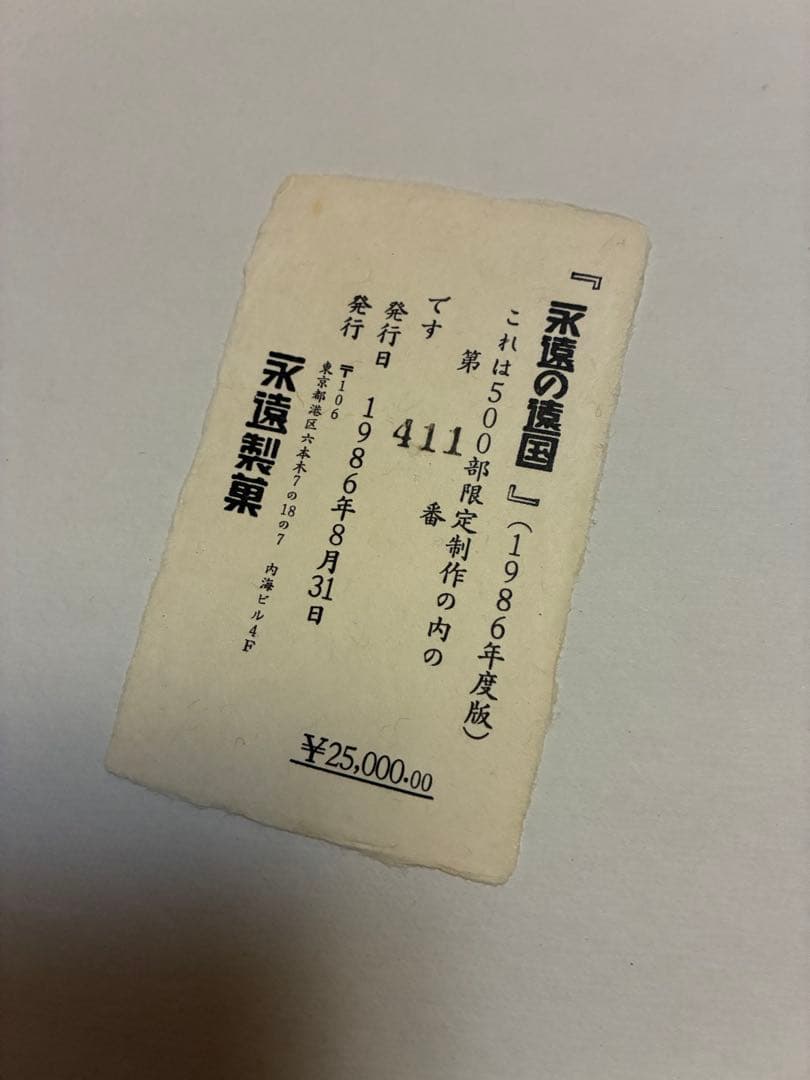 『永遠の遠国』(1986年度版)
これは500部限定制作の内の
第 411 番
です
発行日 1986年8月31日
発行 〒106
東京都港区六本木7の18の7 内海ビル4F
永遠製菓
¥25,000.00